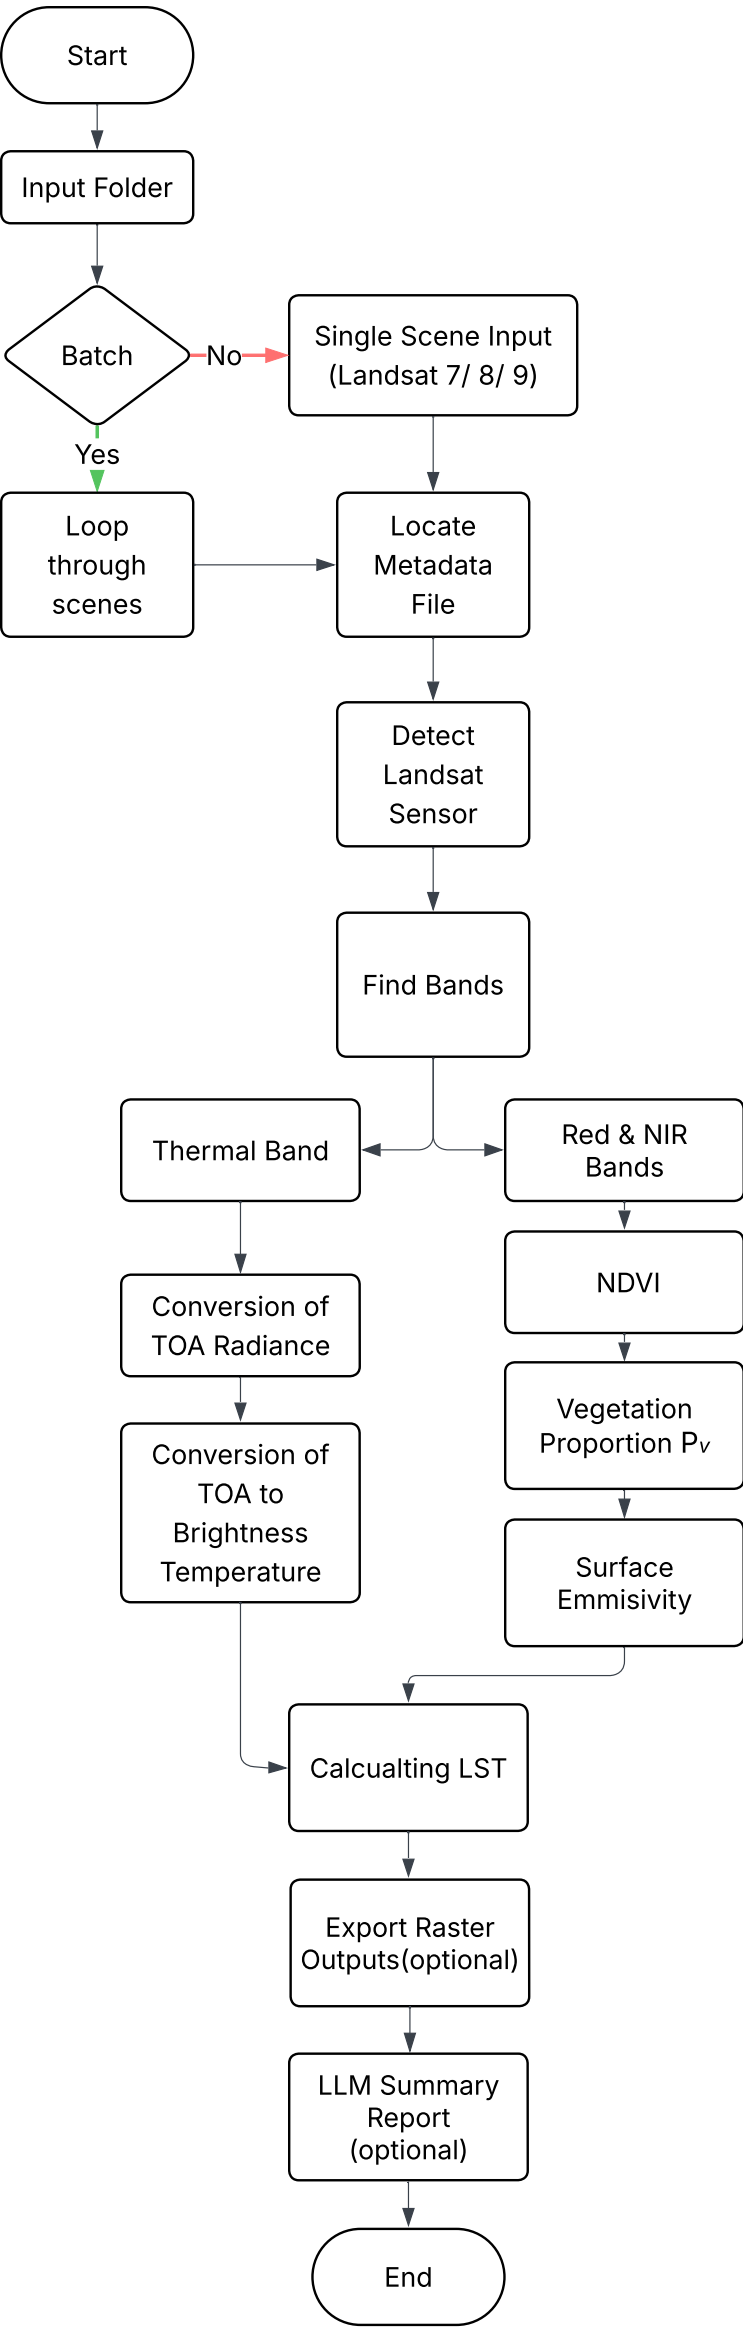 Start
Input Folder
Batch
No
Single Scene Input
(Landsat 7/ 8/ 9)
Yes
Loop
through
scenes
Locate
Metadata
File
Detect
Landsat
Sensor
Find Bands
Thermal Band
Red & NIR
Bands
Conversion of
TOA Radiance
NDVI
Conversion of
TOA to
Brightness
Temperature
Vegetation
Proportion Pv
Surface
Emmisivity
Calcualting LST
Export Raster
Outputs(optional)
LLM Summary
Report
(optional)
End